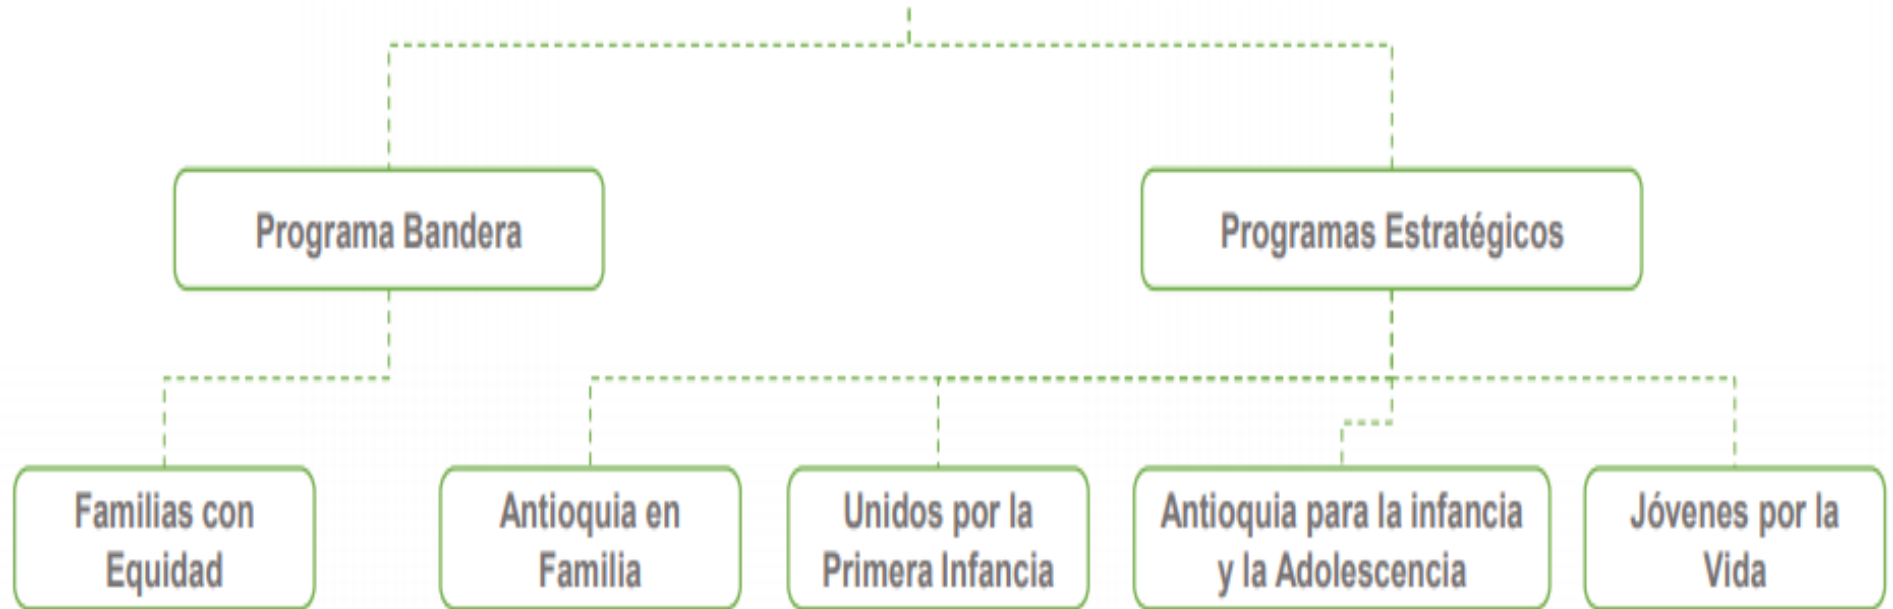 Programa Bandera
Programas Estratégicos
Familias con
Equidad
Antioquia en
Familia
Unidos por la
Primera Infancia
Antioquia para la infancia
y la Adolescencia
Jóvenes por la
Vida